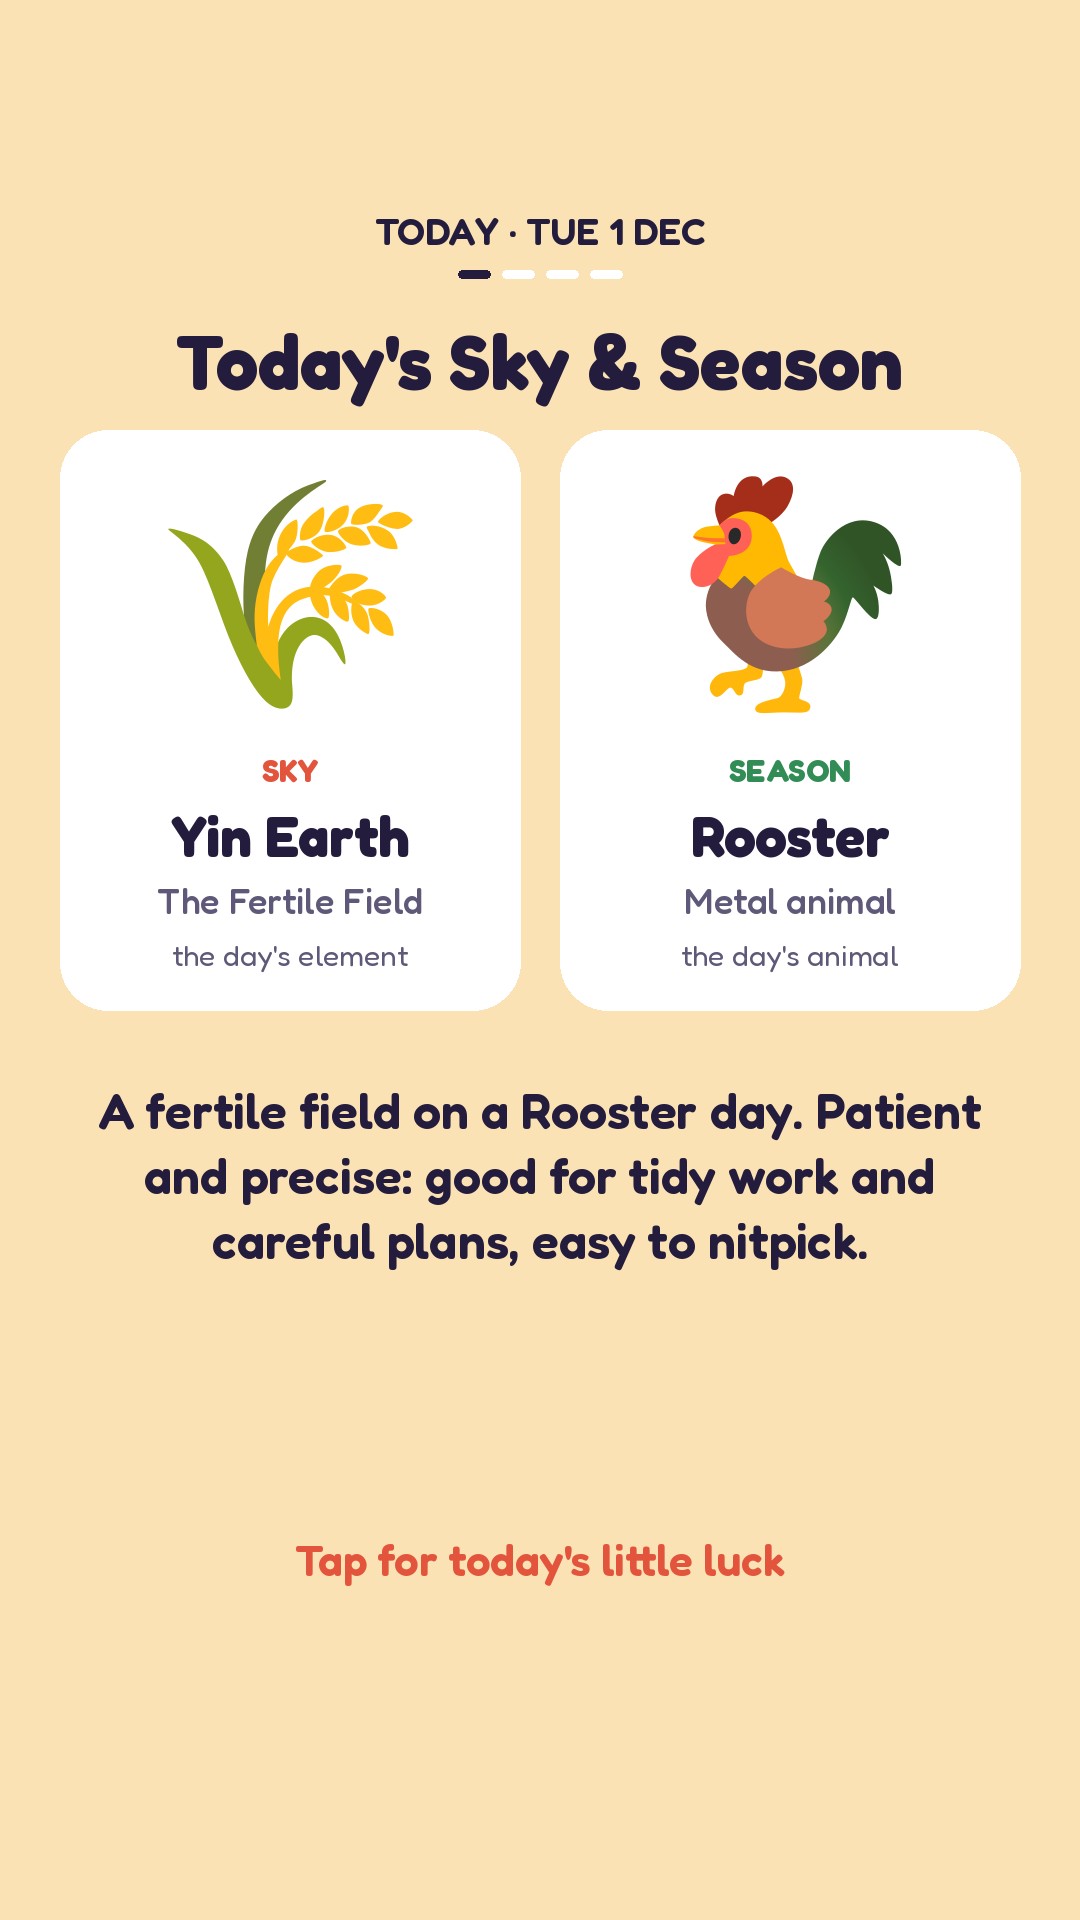 TODAY · TUE 1 DEC
Today's Sky & Season
SKY
Yin Earth
The Fertile Field
the day's element
SEASON
Rooster
Metal animal
the day's animal
A fertile field on a Rooster day. Patient
and precise: good for tidy work and
careful plans, easy to nitpick.
Tap for today's little luck